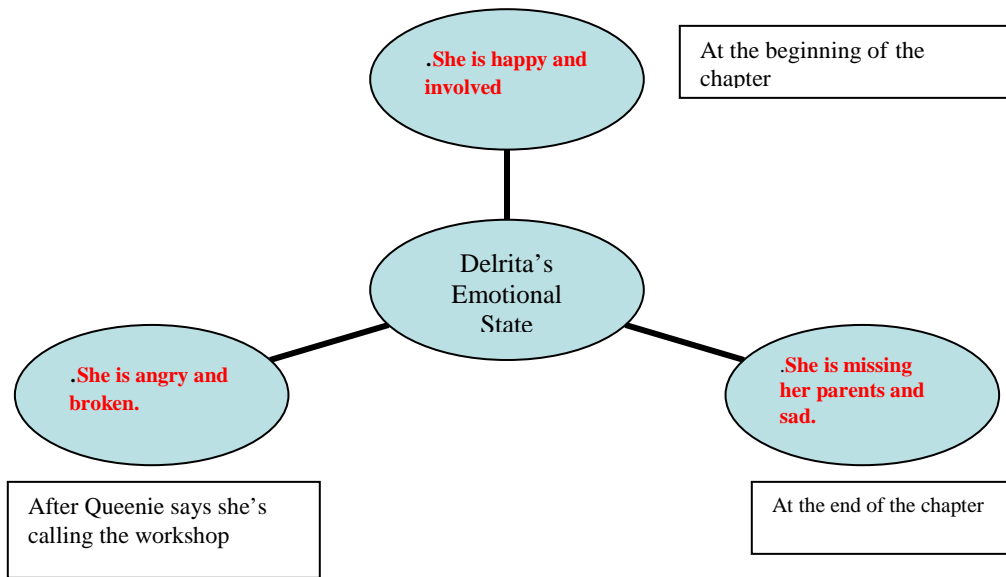 .She is happy and
involved
At the beginning of the
chapter
Delrita’s
Emotional
State
.She is angry and
broken.
.She is missing
her parents and
sad.
After Queenie says she’s
calling the workshop
At the end of the chapter